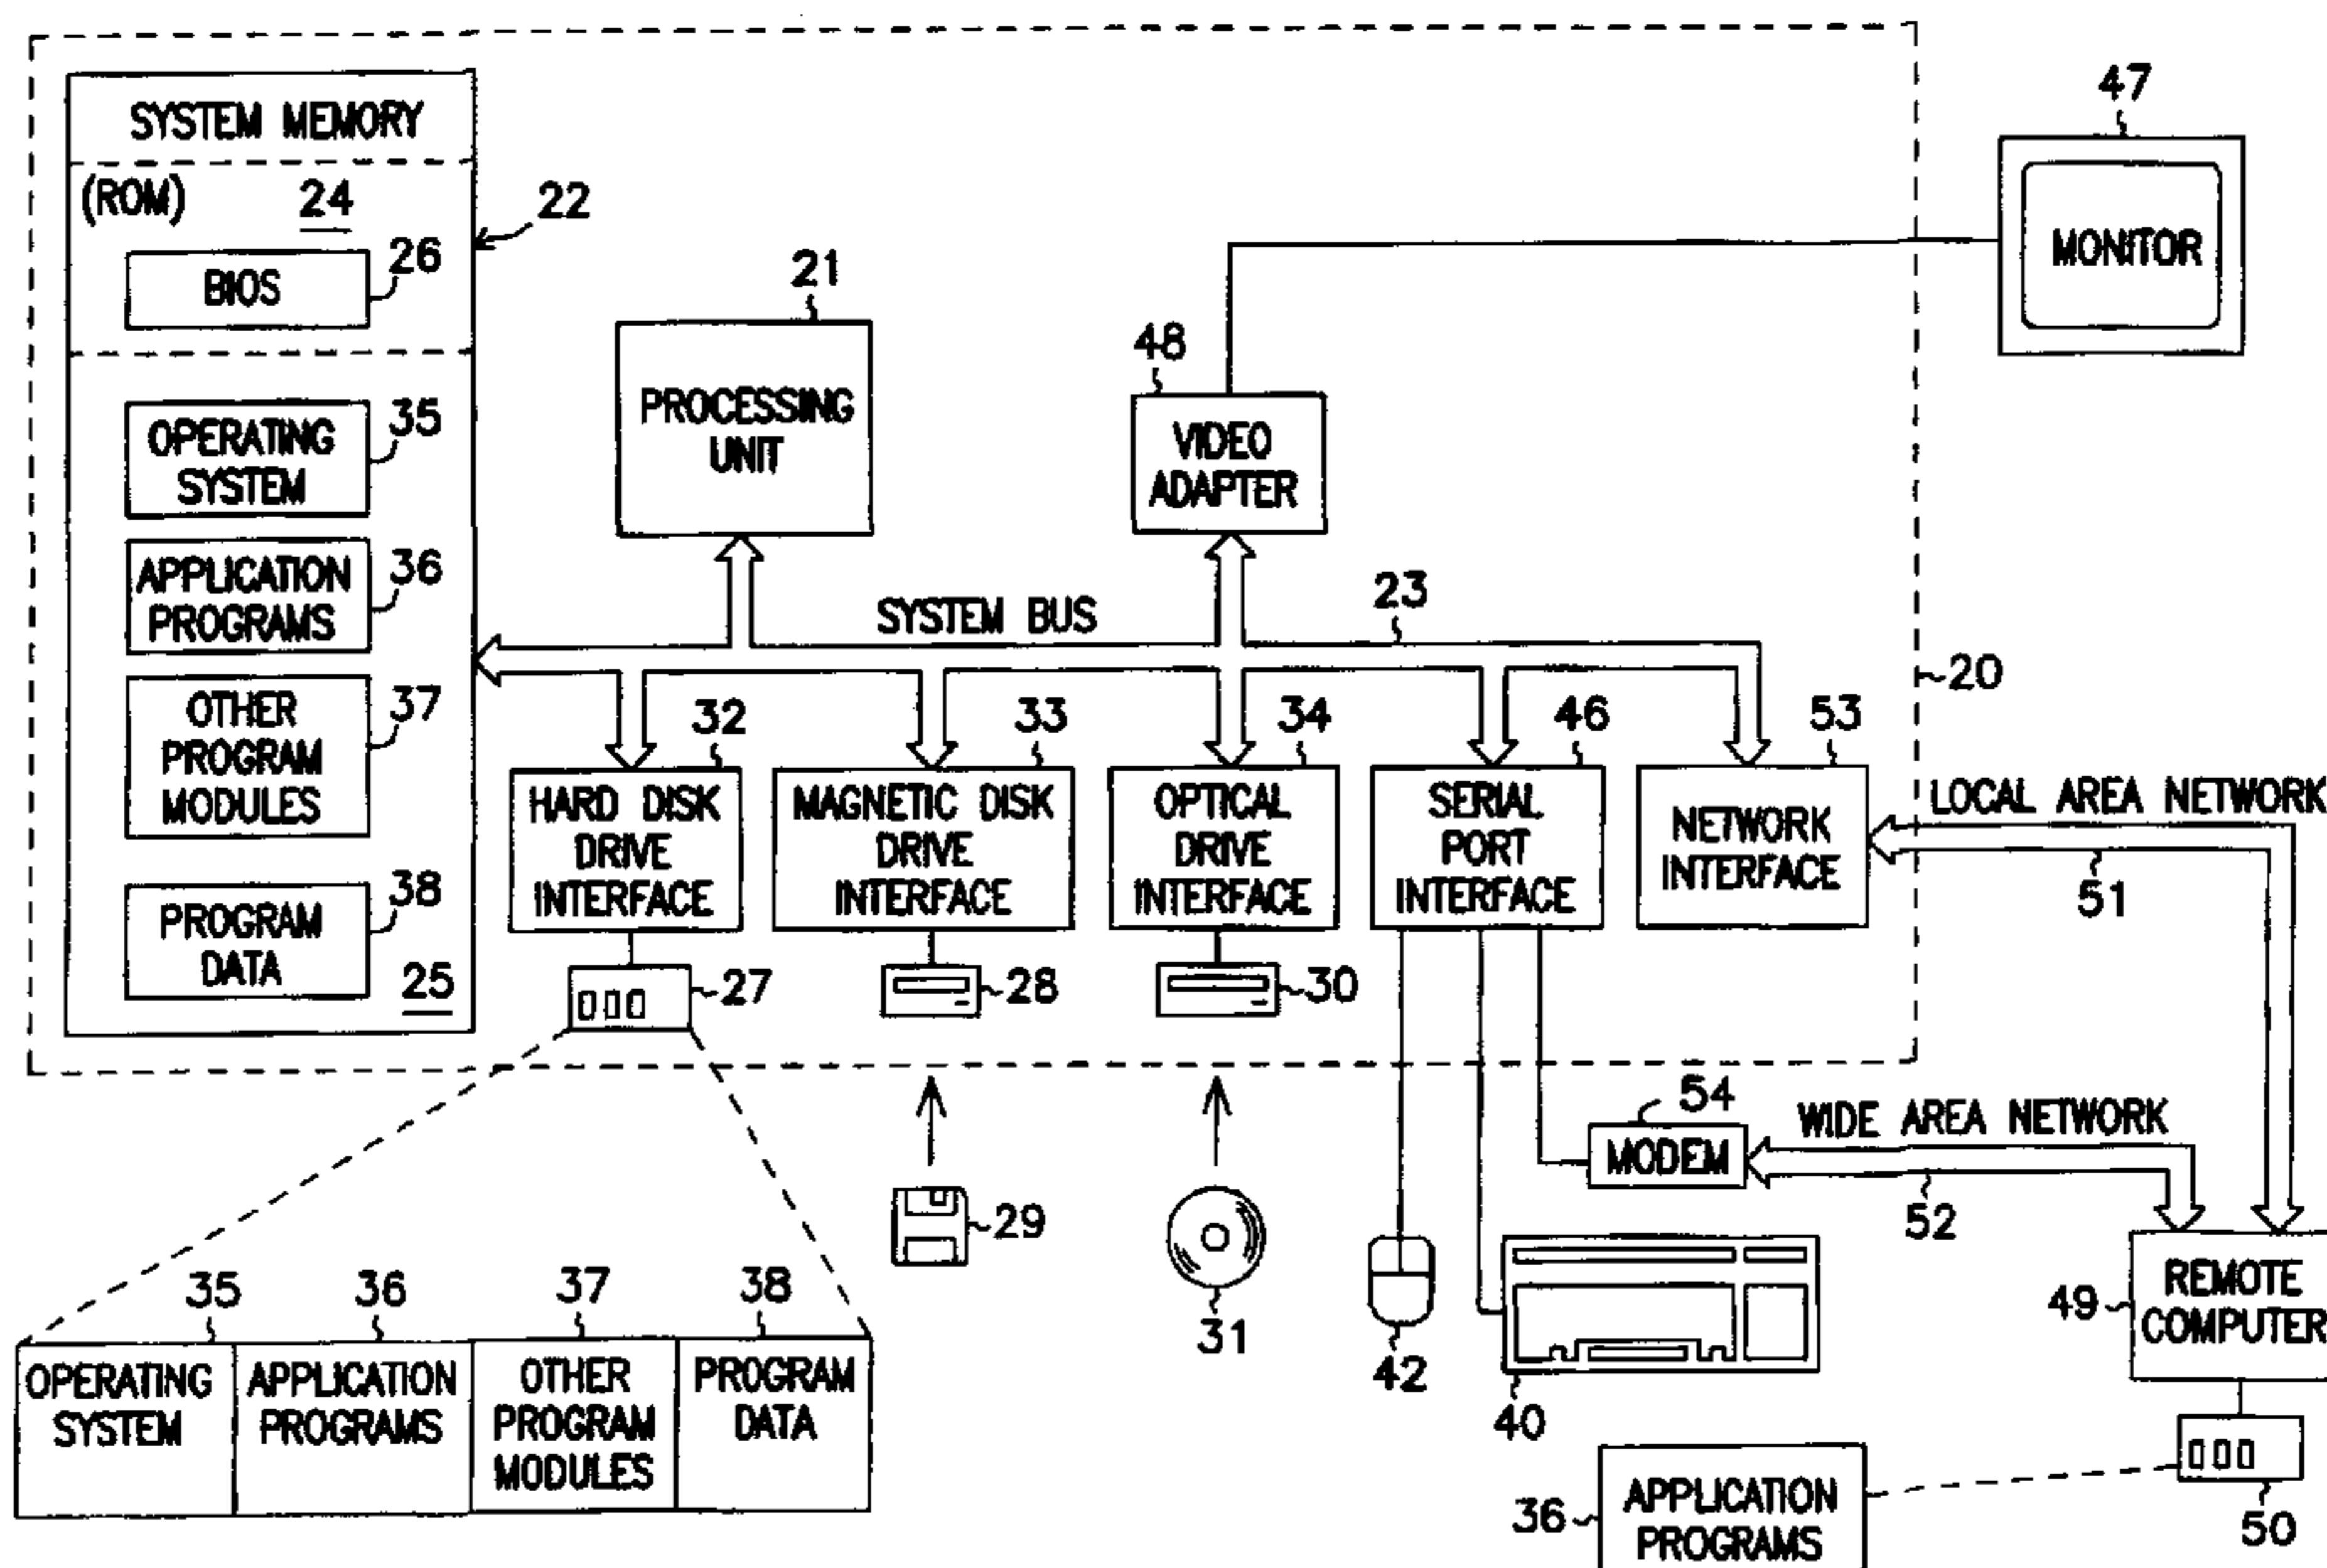 SYSTEM MEMORY
(ROM) 24
22
BIOS
26
OPERATING
SYSTEM
35
APPLICATION
PROGRAMS
36
OTHER
PROGRAM
MODULES
37
PROGRAM
DATA
38
25
21
PROCESSING
UNIT
48
VIDEO
ADAPTER
47
MONITOR
SYSTEM BUS
23
20
32
HARD DISK
DRIVE
INTERFACE
33
MAGNETIC DISK
DRIVE
INTERFACE
34
OPTICAL
DRIVE
INTERFACE
46
SERIAL
PORT
INTERFACE
53
NETWORK
INTERFACE
LOCAL AREA NETWORK
51
27
28
30
54
MODEM
WIDE AREA NETWORK
52
29
31
42
40
49
REMOTE
COMPUTER
50
35
OPERATING
SYSTEM
36
APPLICATION
PROGRAMS
37
OTHER
PROGRAM
MODULES
38
PROGRAM
DATA
36
APPLICATION
PROGRAMS